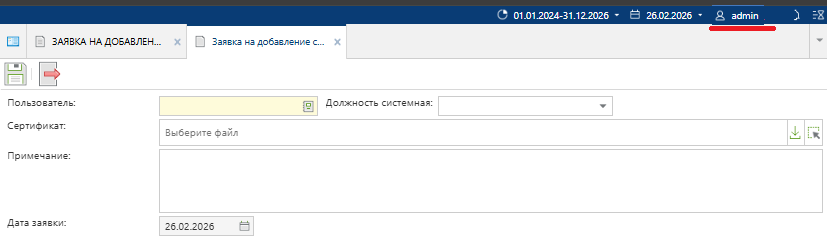 01.01.2024-31.12.2026 26.02.2026 admin
ЗАЯВКА НА ДОБАВЛЕН... Заявка на добавление с...
Пользователь: Должность системная:
Сертификат: Выберите файл
Примечание:
Дата заявки: 26.02.2026